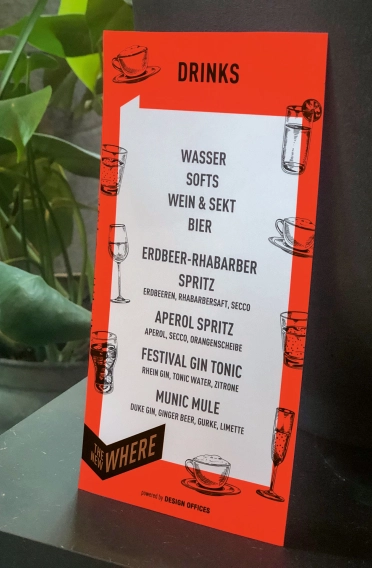 DRINKS
WASSER
SOFTS
WEIN & SEKT
BIER
ERDBEER-RHABARBER
SPRITZ
ERDBEEREN, RHABARBERSAFT, SECCO
APEROL SPRITZ
APEROL, SECCO, ORANGENSCHEIBE
FESTIVAL GIN TONIC
RHEIN GIN, TONIC WATER, ZITRONE
MUNIC MULE
DUKE GIN, GINGER BEER, GURKE, LIMETTE
THE
NEW
WHERE
powered by DESIGN OFFICES